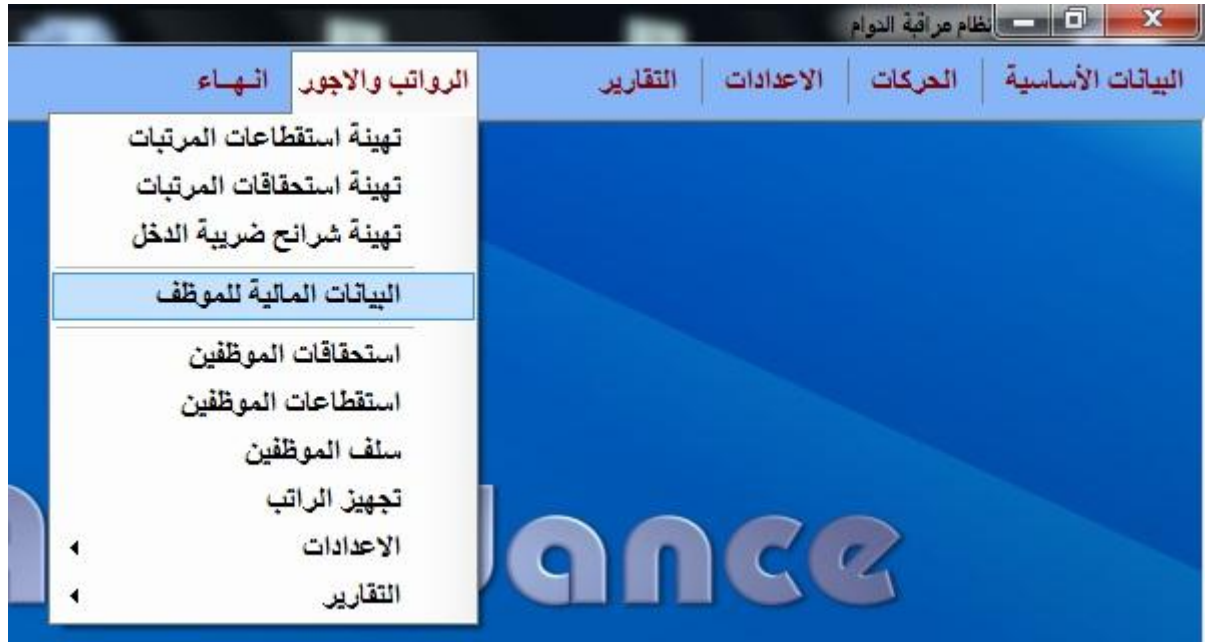 نظام مراقبة الدوام
البيانات الأساسية الحركات الاعدادات التقارير الرواتب والاجور انهاء
تهيئة استقطاعات المرتبات
تهيئة استحقاقات المرتبات
تهيئة شرائح ضريبة الدخل
البيانات المالية للموظف
استحقاقات الموظفين
استقطاعات الموظفين
سلف الموظفين
تجهيز الراتب
الاعدادات
التقارير
ance